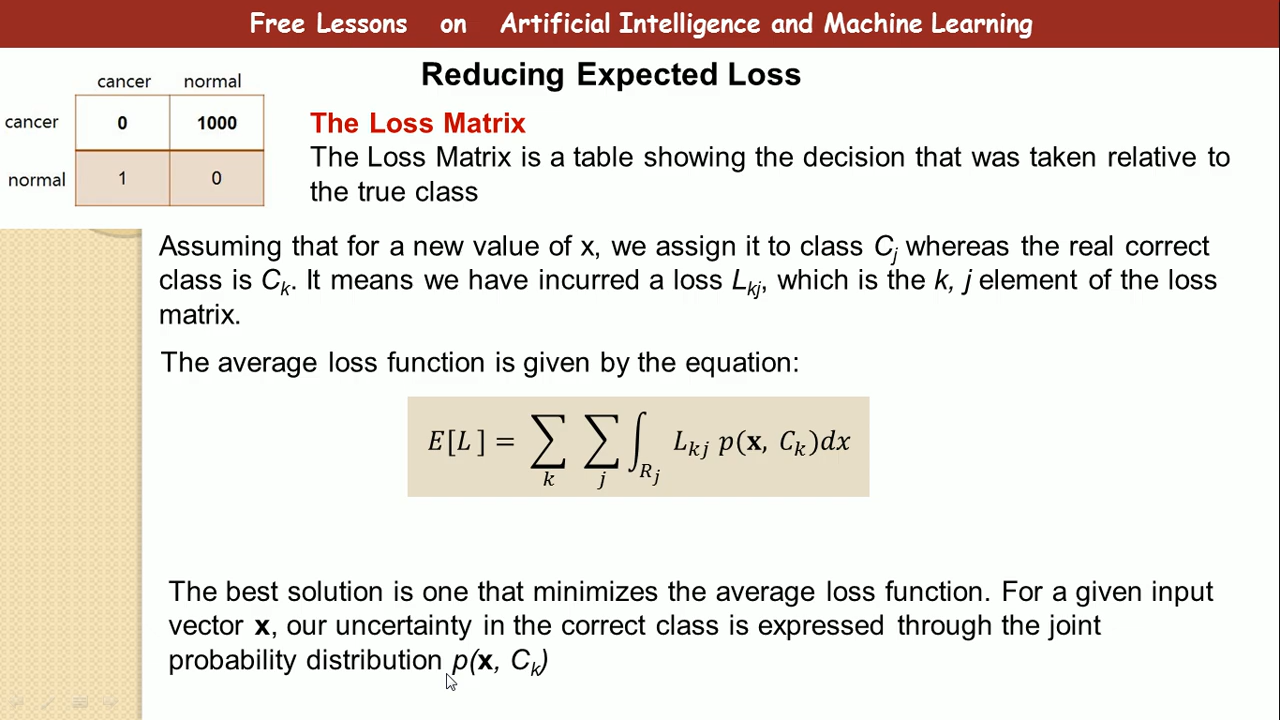 Free Lessons on Artificial Intelligence and Machine Learning
Reducing Expected Loss
cancer normal
cancer 0 1000
normal 1 0
The Loss Matrix
The Loss Matrix is a table showing the decision that was taken relative to
the true class
Assuming that for a new value of x, we assign it to class Cj whereas the real correct
class is Ck. It means we have incurred a loss Lkj, which is the k, j element of the loss
matrix.
The average loss function is given by the equation:
E[L] = ∑k ∑j ∫Rj Lkj p(x, Ck)dx
The best solution is one that minimizes the average loss function. For a given input
vector x, our uncertainty in the correct class is expressed through the joint
probability distribution p(x, Ck)